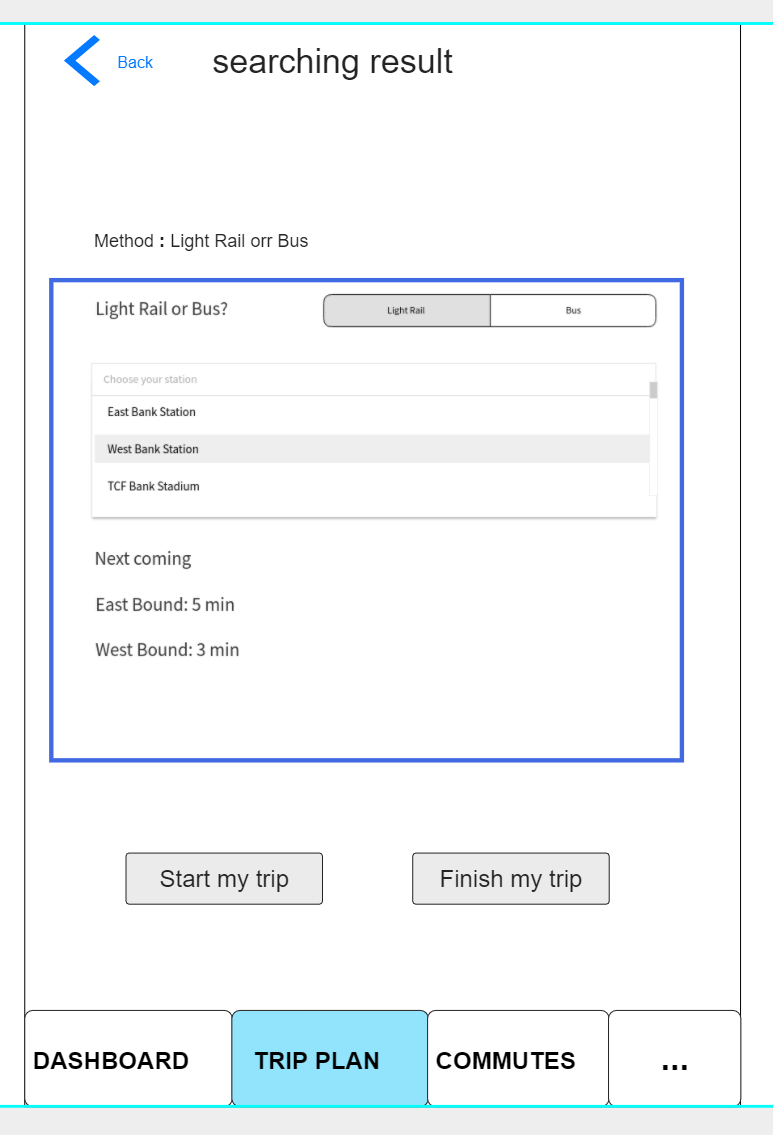 Back
searching result
Method : Light Rail orr Bus
Light Rail or Bus?
Light Rail
Bus
Choose your station
East Bank Station
West Bank Station
TCF Bank Stadium
Next coming
East Bound: 5 min
West Bound: 3 min
Start my trip
Finish my trip
DASHBOARD
TRIP PLAN
COMMUTES
...